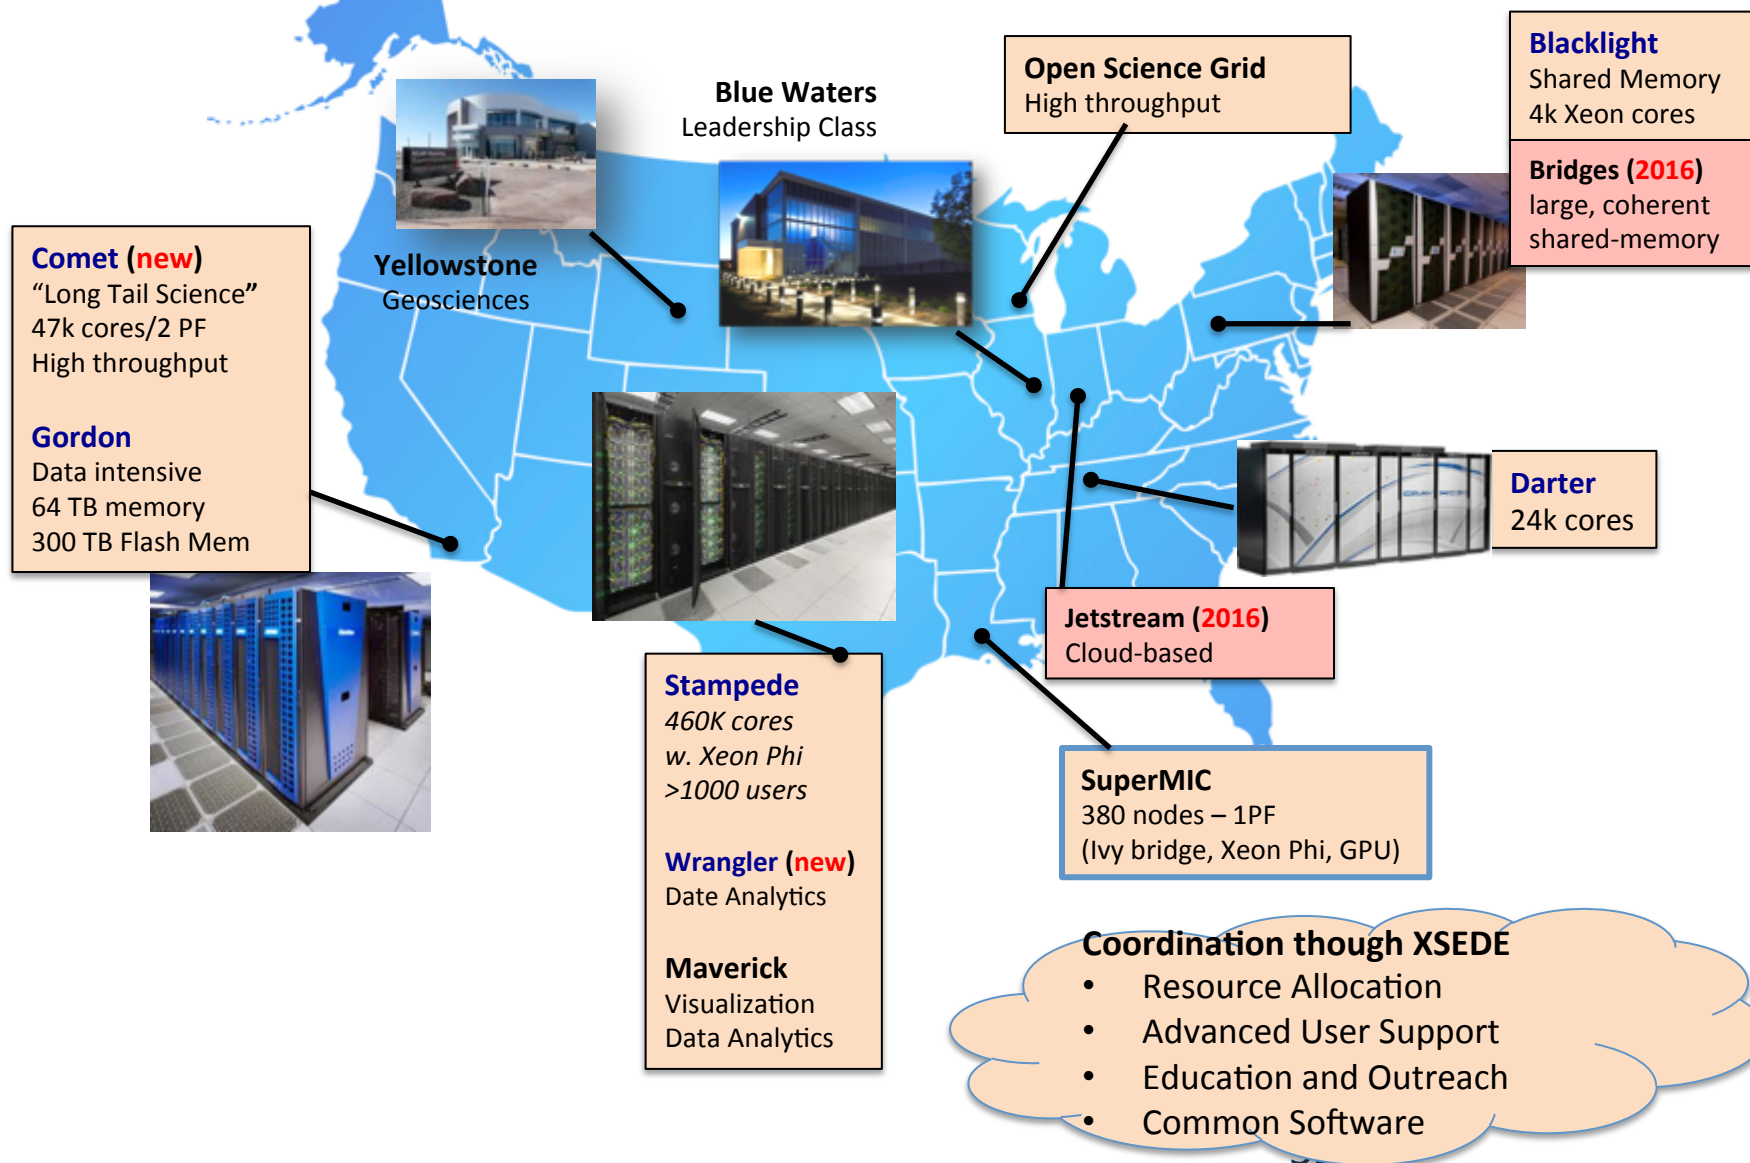 Blue Waters
Leadership Class
Open Science Grid
High throughput
Blacklight
Shared Memory
4k Xeon cores
Bridges (2016)
large, coherent
shared-memory
Yellowstone
Geosciences
Comet (new)
“Long Tail Science”
47k cores/2 PF
High throughput
Gordon
Data intensive
64 TB memory
300 TB Flash Mem
Darter
24k cores
Jetstream (2016)
Cloud-based
Stampede
460K cores
w. Xeon Phi
>1000 users
Wrangler (new)
Date Analytics
Maverick
Visualization
Data Analytics
SuperMIC
380 nodes – 1PF
(Ivy bridge, Xeon Phi, GPU)
Coordination though XSEDE
• Resource Allocation
• Advanced User Support
• Education and Outreach
• Common Software